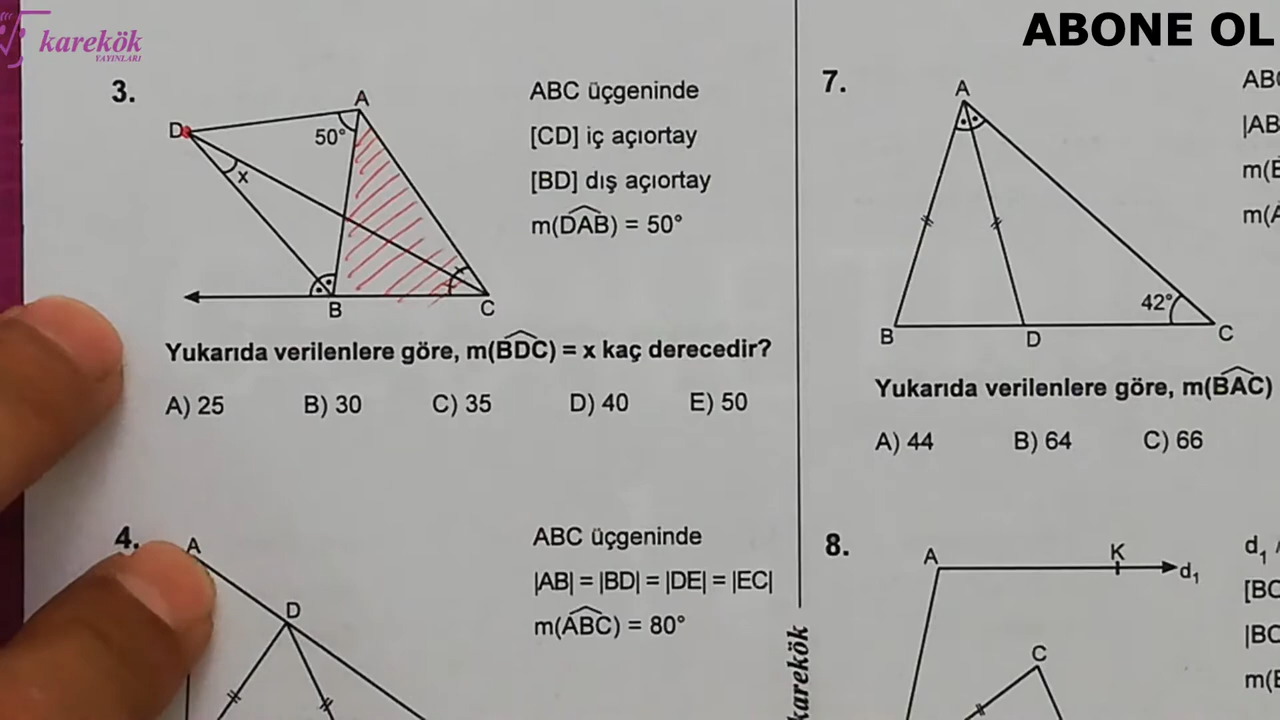 karekök
YAYINLARI
ABONE OL
3.
A
D
50°
x
B
C
ABC üçgeninde
[CD] iç açıortay
[BD] dış açıortay
m(DAB) = 50°
Yukarıda verilenlere göre, m(BDC) = x kaç derecedir?
A) 25 B) 30 C) 35 D) 40 E) 50
4.
A
D
ABC üçgeninde
|AB| = |BD| = |DE| = |EC|
m(ABC) = 80°
karekök
7.
A
42°
B
D
C
|AB
Yukarıda verilenlere göre, m(BAC)
A) 44 B) 64 C) 66
8.
A
K
d₁
C
d₁